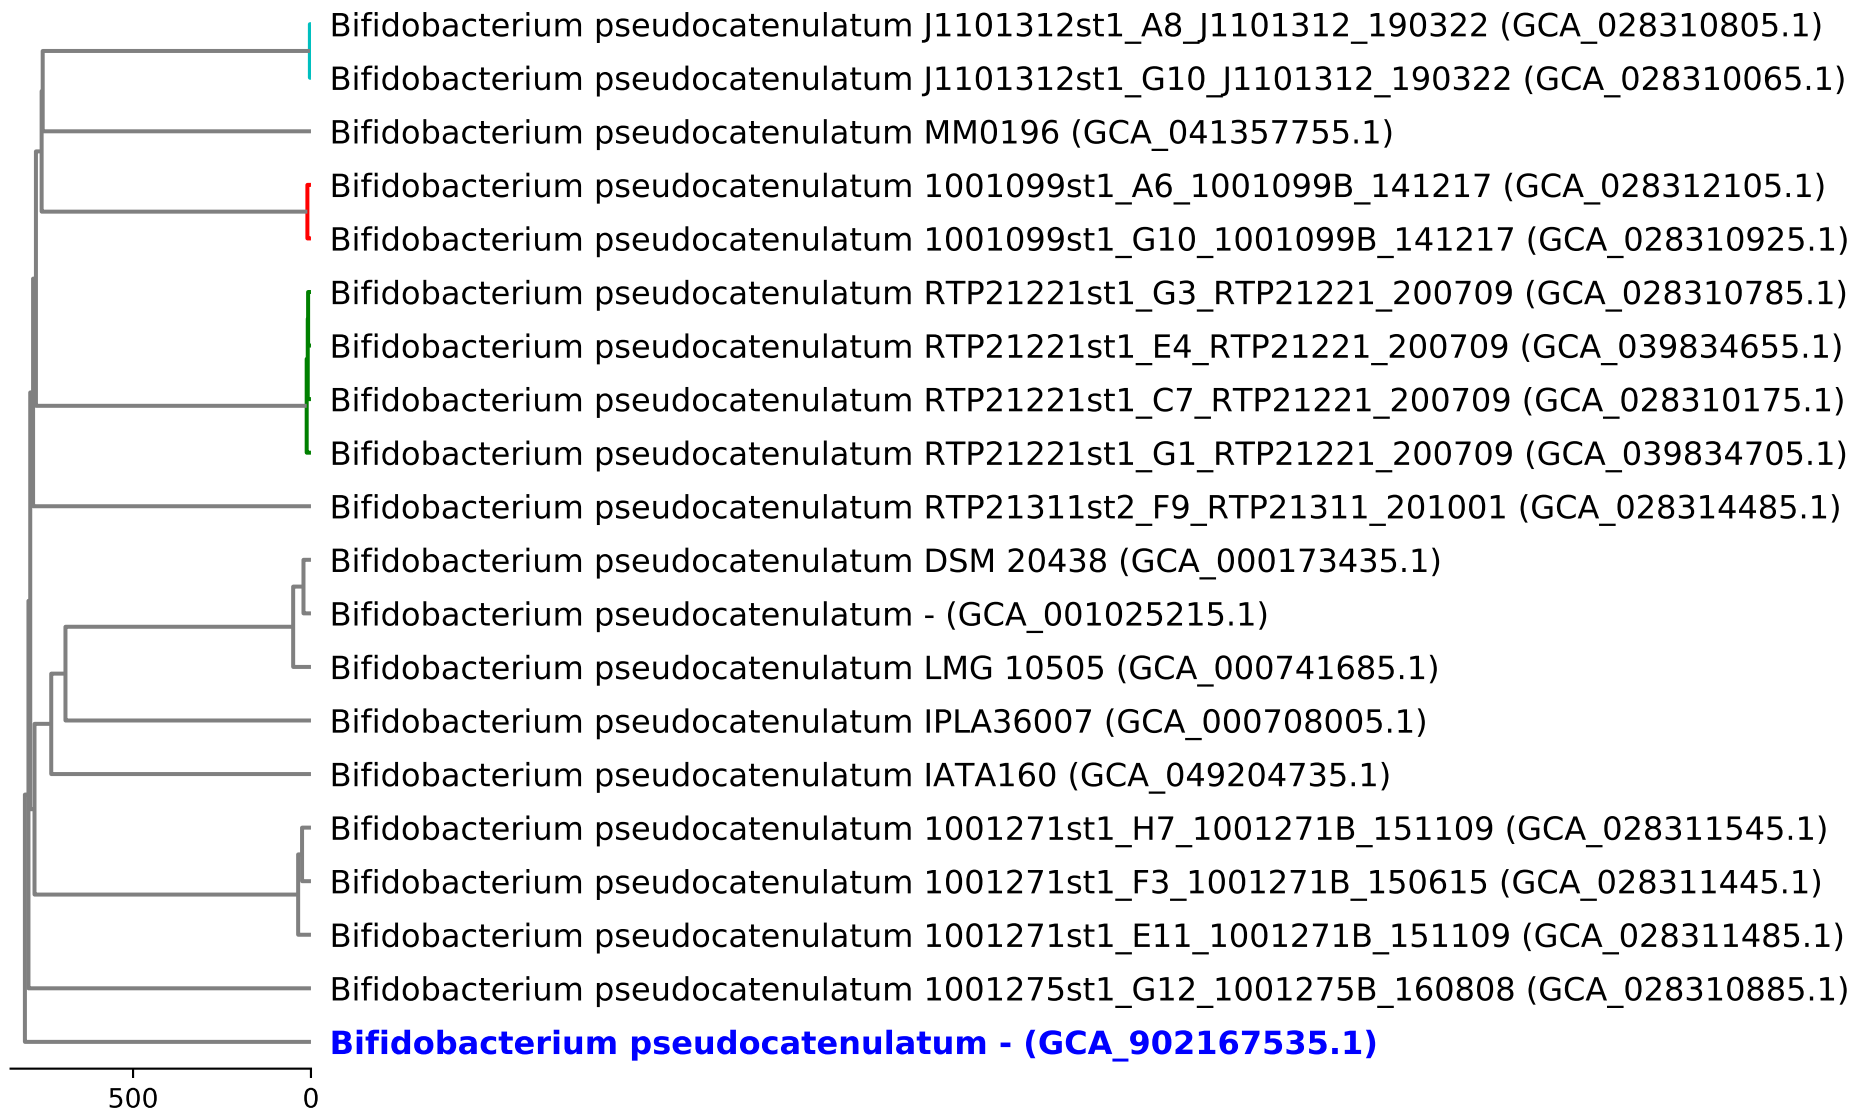 Bifidobacterium pseudocatenulatum J1101312st1_A8_J1101312_190322 (GCA_028310805.1)
Bifidobacterium pseudocatenulatum J1101312st1_G10_J1101312_190322 (GCA_028310065.1)
Bifidobacterium pseudocatenulatum MM0196 (GCA_041357755.1)
Bifidobacterium pseudocatenulatum 1001099st1_A6_1001099B_141217 (GCA_028312105.1)
Bifidobacterium pseudocatenulatum 1001099st1_G10_1001099B_141217 (GCA_028310925.1)
Bifidobacterium pseudocatenulatum RTP21221st1_G3_RTP21221_200709 (GCA_028310785.1)
Bifidobacterium pseudocatenulatum RTP21221st1_E4_RTP21221_200709 (GCA_039834655.1)
Bifidobacterium pseudocatenulatum RTP21221st1_C7_RTP21221_200709 (GCA_028310175.1)
Bifidobacterium pseudocatenulatum RTP21221st1_G1_RTP21221_200709 (GCA_039834705.1)
Bifidobacterium pseudocatenulatum RTP21311st2_F9_RTP21311_201001 (GCA_028314485.1)
Bifidobacterium pseudocatenulatum DSM 20438 (GCA_000173435.1)
Bifidobacterium pseudocatenulatum - (GCA_001025215.1)
Bifidobacterium pseudocatenulatum LMG 10505 (GCA_000741685.1)
Bifidobacterium pseudocatenulatum IPLA36007 (GCA_000708005.1)
Bifidobacterium pseudocatenulatum IATA160 (GCA_049204735.1)
Bifidobacterium pseudocatenulatum 1001271st1_H7_1001271B_151109 (GCA_028311545.1)
Bifidobacterium pseudocatenulatum 1001271st1_F3_1001271B_150615 (GCA_028311445.1)
Bifidobacterium pseudocatenulatum 1001271st1_E11_1001271B_151109 (GCA_028311485.1)
Bifidobacterium pseudocatenulatum 1001275st1_G12_1001275B_160808 (GCA_028310885.1)
Bifidobacterium pseudocatenulatum - (GCA_902167535.1)
500 0